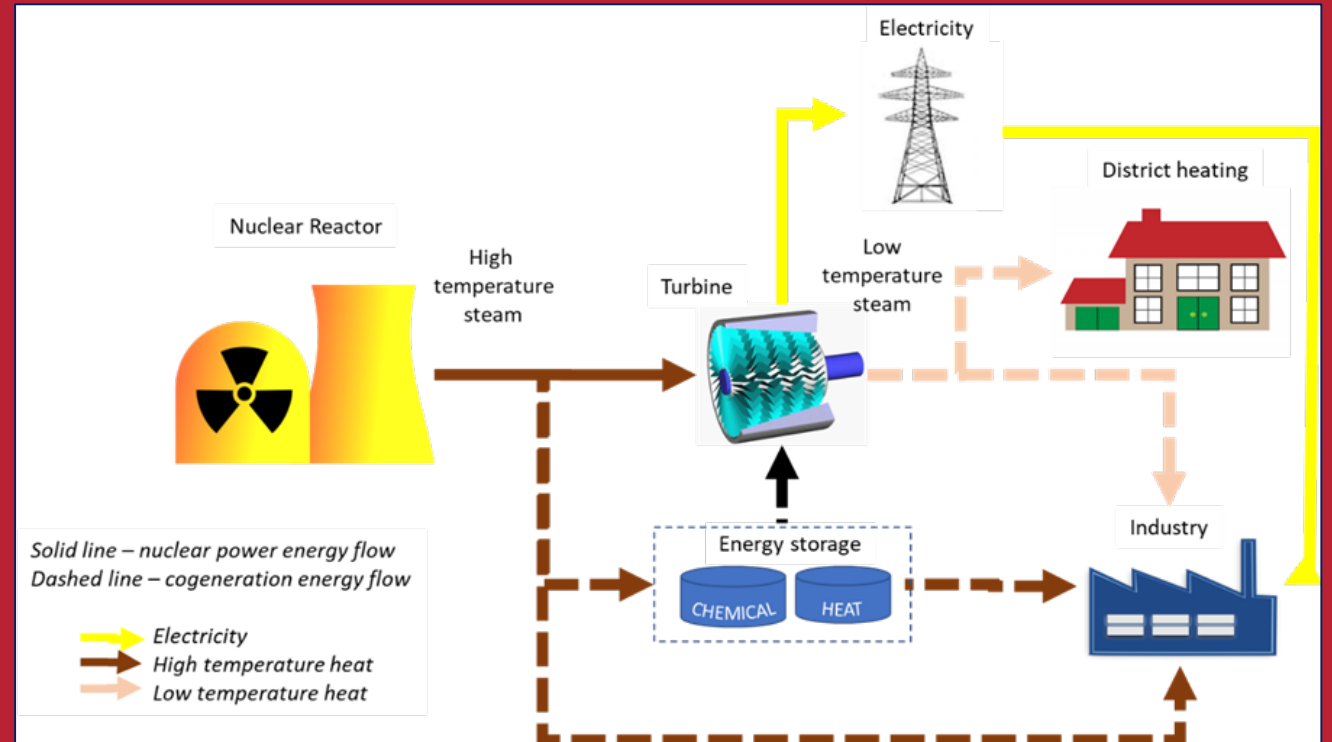 Electricity
District heating
Nuclear Reactor
High
temperature
steam
Turbine
Low
temperature
steam
Energy storage
CHEMICAL
HEAT
Industry
Solid line – nuclear power energy flow
Dashed line – cogeneration energy flow
Electricity
High temperature heat
Low temperature heat